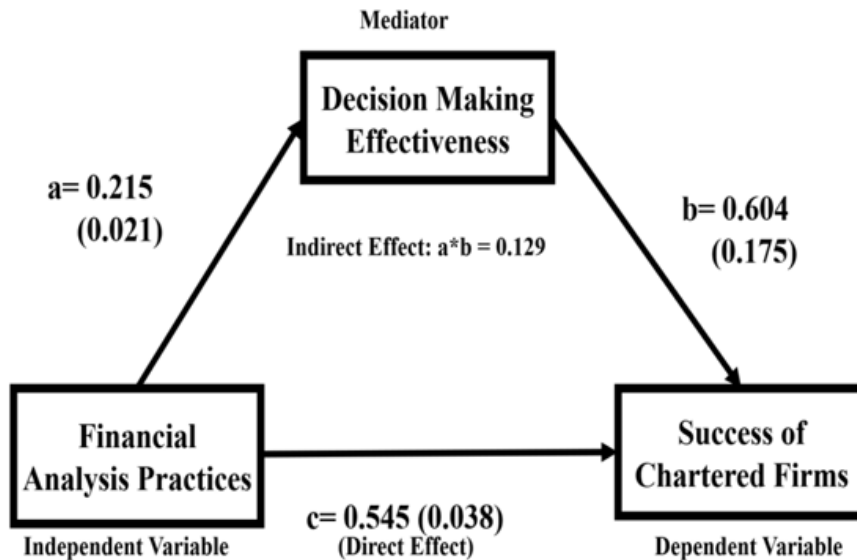 Mediator
Decision Making
Effectiveness
a= 0.215
(0.021)
b= 0.604
(0.175)
Indirect Effect: a*b = 0.129
Financial
Analysis Practices
Success of
Chartered Firms
c= 0.545 (0.038)
(Direct Effect)
Independent Variable
Dependent Variable